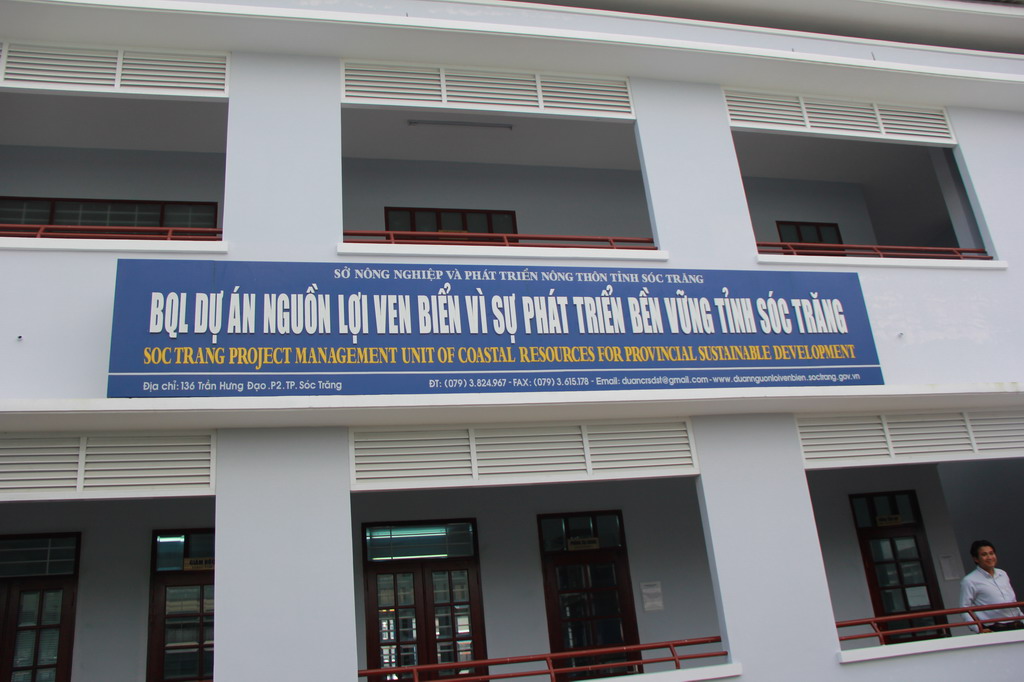 SỞ NÔNG NGHIỆP VÀ PHÁT TRIỂN NÔNG THÔN TỈNH SÓC TRĂNG
BQL DỰ ÁN NGUỒN LỢI VEN BIỂN VÌ SỰ PHÁT TRIỂN BỀN VỮNG TỈNH SÓC TRĂNG
SOC TRANG PROJECT MANAGEMENT UNIT OF COASTAL RESOURCES FOR PROVINCIAL SUSTAINABLE DEVELOPMENT
Địa chỉ: 136 Trần Hưng Đạo .P2. TP. Sóc Trăng ĐT: (079) 3.824.967 - FAX: (079) 3.615.178 - Email: duancrsdst@gmail.com - www.duannguonloivenbien.soctrang.gov.vn